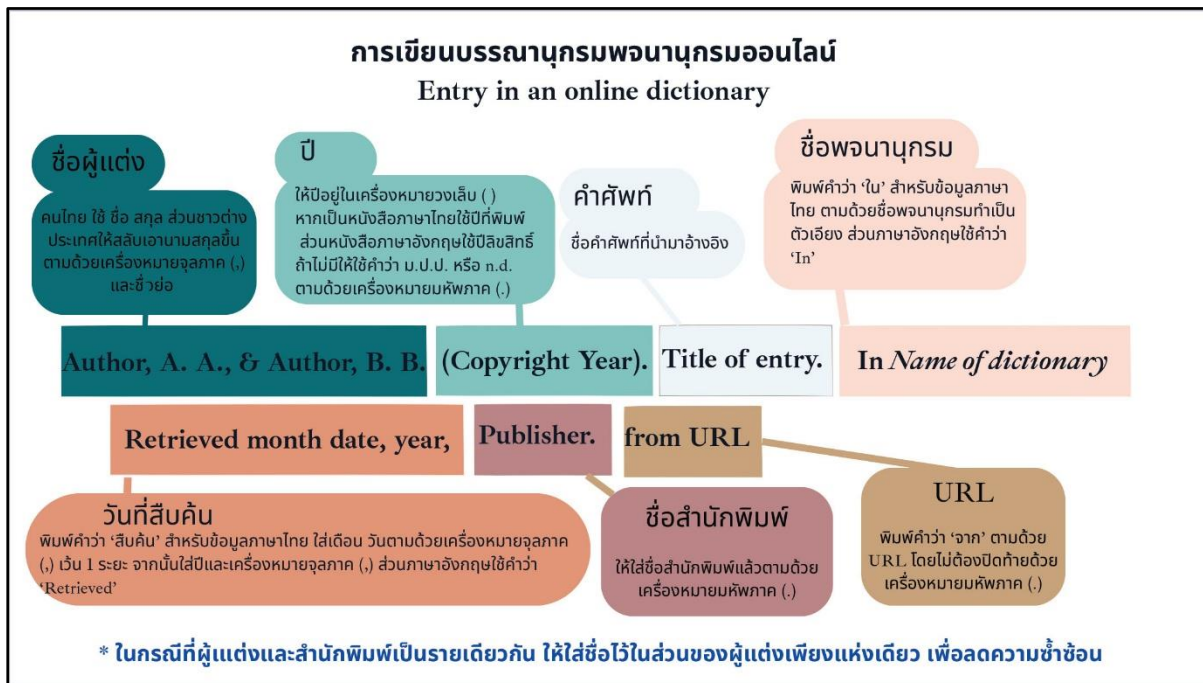 การเขียนบรรณานุกรมพจนานุกรมออนไลน์
Entry in an online dictionary
ชื่อผู้แต่ง
คนไทย ใช้ ชื่อ สกุล ส่วนชาวต่าง
ประเทศให้สลับเอานามสกุลขึ้น
ตามด้วยเครื่องหมายจุลภาค (,)
และชื่อย่อ
ปี
ให้ปีอยู่ในเครื่องหมายวงเล็บ ( )
หากเป็นหนังสือภาษาไทยใช้ปีที่พิมพ์
ส่วนหนังสือภาษาอังกฤษใช้ปีลิขสิทธิ์
ถ้าไม่มีให้ใช้คำว่า ม.ป.ป. หรือ n.d.
ตามด้วยเครื่องหมายมหัพภาค (.)
คำศัพท์
ชื่อคำศัพท์ที่นำมาอ้างอิง
ชื่อพจนานุกรม
พิมพ์คำว่า ‘ใน’ สำหรับข้อมูลภาษา
ไทย ตามด้วยชื่อพจนานุกรมทำเป็น
ตัวเอียง ส่วนภาษาอังกฤษใช้คำว่า
‘In’
Author, A. A., & Author, B. B. (Copyright Year). Title of entry. In Name of dictionary
Retrieved month date, year, Publisher. from URL
วันที่สืบค้น
พิมพ์คำว่า ‘สืบค้น’ สำหรับข้อมูลภาษาไทย ใส่เดือน วันตามด้วยเครื่องหมายจุลภาค
(,) เว้น 1 ระยะ จากนั้นใส่ปีและเครื่องหมายจุลภาค (,) ส่วนภาษาอังกฤษใช้คำว่า
‘Retrieved’
ชื่อสำนักพิมพ์
ให้ใส่ชื่อสำนักพิมพ์แล้วตามด้วย
เครื่องหมายมหัพภาค (.)
URL
พิมพ์คำว่า ‘จาก’ ตามด้วย
URL โดยไม่ต้องปิดท้ายด้วย
เครื่องหมายมหัพภาค (.)
* ในกรณีที่ผู้แต่งและสำนักพิมพ์เป็นรายเดียวกัน ให้ใส่ชื่อไว้ในส่วนของผู้แต่งเพียงแห่งเดียว เพื่อลดความซ้ำซ้อน